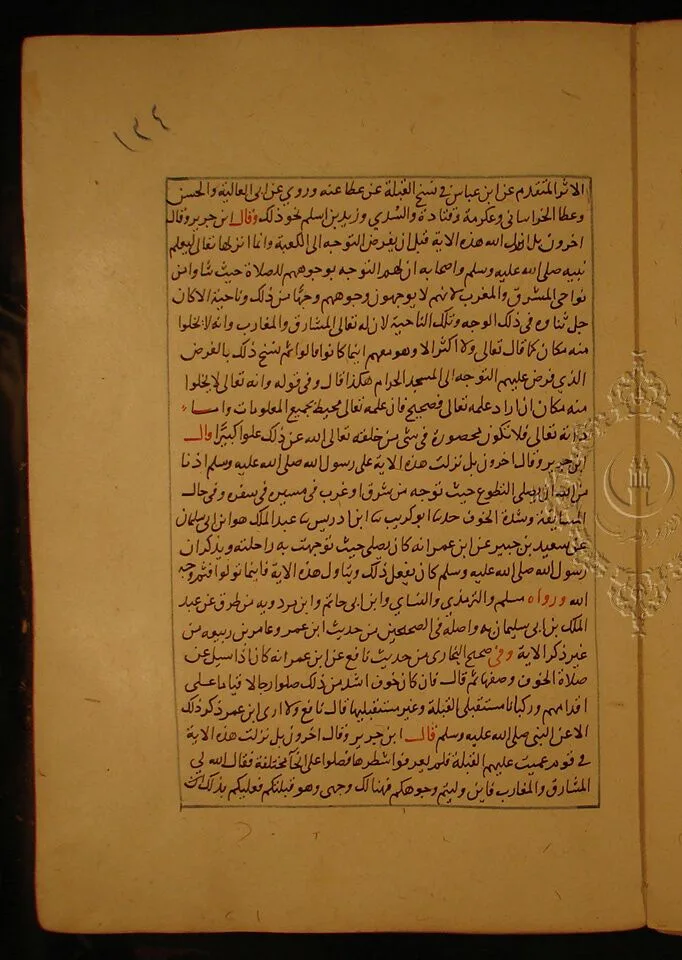 ١٣٤
الاثر المتقدم عن ابن عباس في نسخ القبلة عن عطا عنه وروي عن ابي العالية والحسن
وعطا الخراساني وعكرمة وقتادة والسّدي وزيد بن اسلم نحو ذلك وقال ابن جرير وقال
اخرون بل انزل الله هذه الاية قبل ان يفرض التوجه الى الكعبة وانما انزلها تعالى ليعلم
نبيه صلى الله عليه وسلم واصحابه ان لهم التوجه بوجوههم للصلاة حيث شاوا من
نواحي المشرق والمغرب لانهم لا يوجهون وجوههم وجهًا من ذلك وناحية الا كان
جل ثناوه في ذلك الوجه وتلك الناحية لان له تعالى المشارق والمغارب وانه لا يخلوا
منه مكان كما قال تعالى ولا اكثر الا وهو معهم اينما كانوا قالوا ثم نسخ ذلك بالفرض
الذي فرض عليهم التوجه الى المسجد الحرام هكذا قال وفي قوله وانه تعالى لا يخلوا
منه مكان ان اراد علمه تعالى فصحيح فان علمه تعالى محيط بجميع المعلومات واما
ذاته تعالى فلا تكون محصورة في شي من خلقه تعالى الله عن ذلك علوا كبيرًا قال
ابن جرير وقال اخرون بل نزلت هذه الاية على رسول الله صلى الله عليه وسلم اذنا
من الله ان يصلي التطوع حيث توجه من شرق او غرب في مسيره في سفره وفي حال
المسايفة وشدة الخوف حدثنا ابو كريب ثنا ابن ادريس ثنا عبد الملك هو ابن ابي سليمان
عن سعيد بن جبير عن ابن عمر انه كان يصلي حيث توجهت به راحلته ويذكر ان
رسول الله صلى الله عليه وسلم كان يفعل ذلك ويتاول هذه الاية فاينما تولوا فثم وجه
الله ورواه مسلم والترمذي والنساي وابن ابي حاتم وابن مردويه من طرق عن عبد
الملك بن ابي سليمان به واصله في الصحيحين من حديث ابن عمر وعامر بن ربيعه من
غير ذكر الاية وفي صحيح البخاري من حديث نافع عن ابن عمر انه كان اذا سيل عن
صلاة الخوف وصفها ثم قال فان كان خوف اشد من ذلك صلوا رجالا قياما على
اقدامهم وركبانا مستقبلي القبلة وغير مستقبليها قال نافع ولا ارى ابن عمر ذكر ذلك
الا عن النبي صلى الله عليه وسلم قال ابن جرير وقال اخرون بل نزلت هذه الاية
في قوم عميت عليهم القبلة فلم يعرفوا شطرها فصلوا على انحا مختلفة فقال الله لي
المشارق والمغارب فاين وليتم وجوهكم فهنالك وجهي وهو قبلتكم فعليكم بذلك